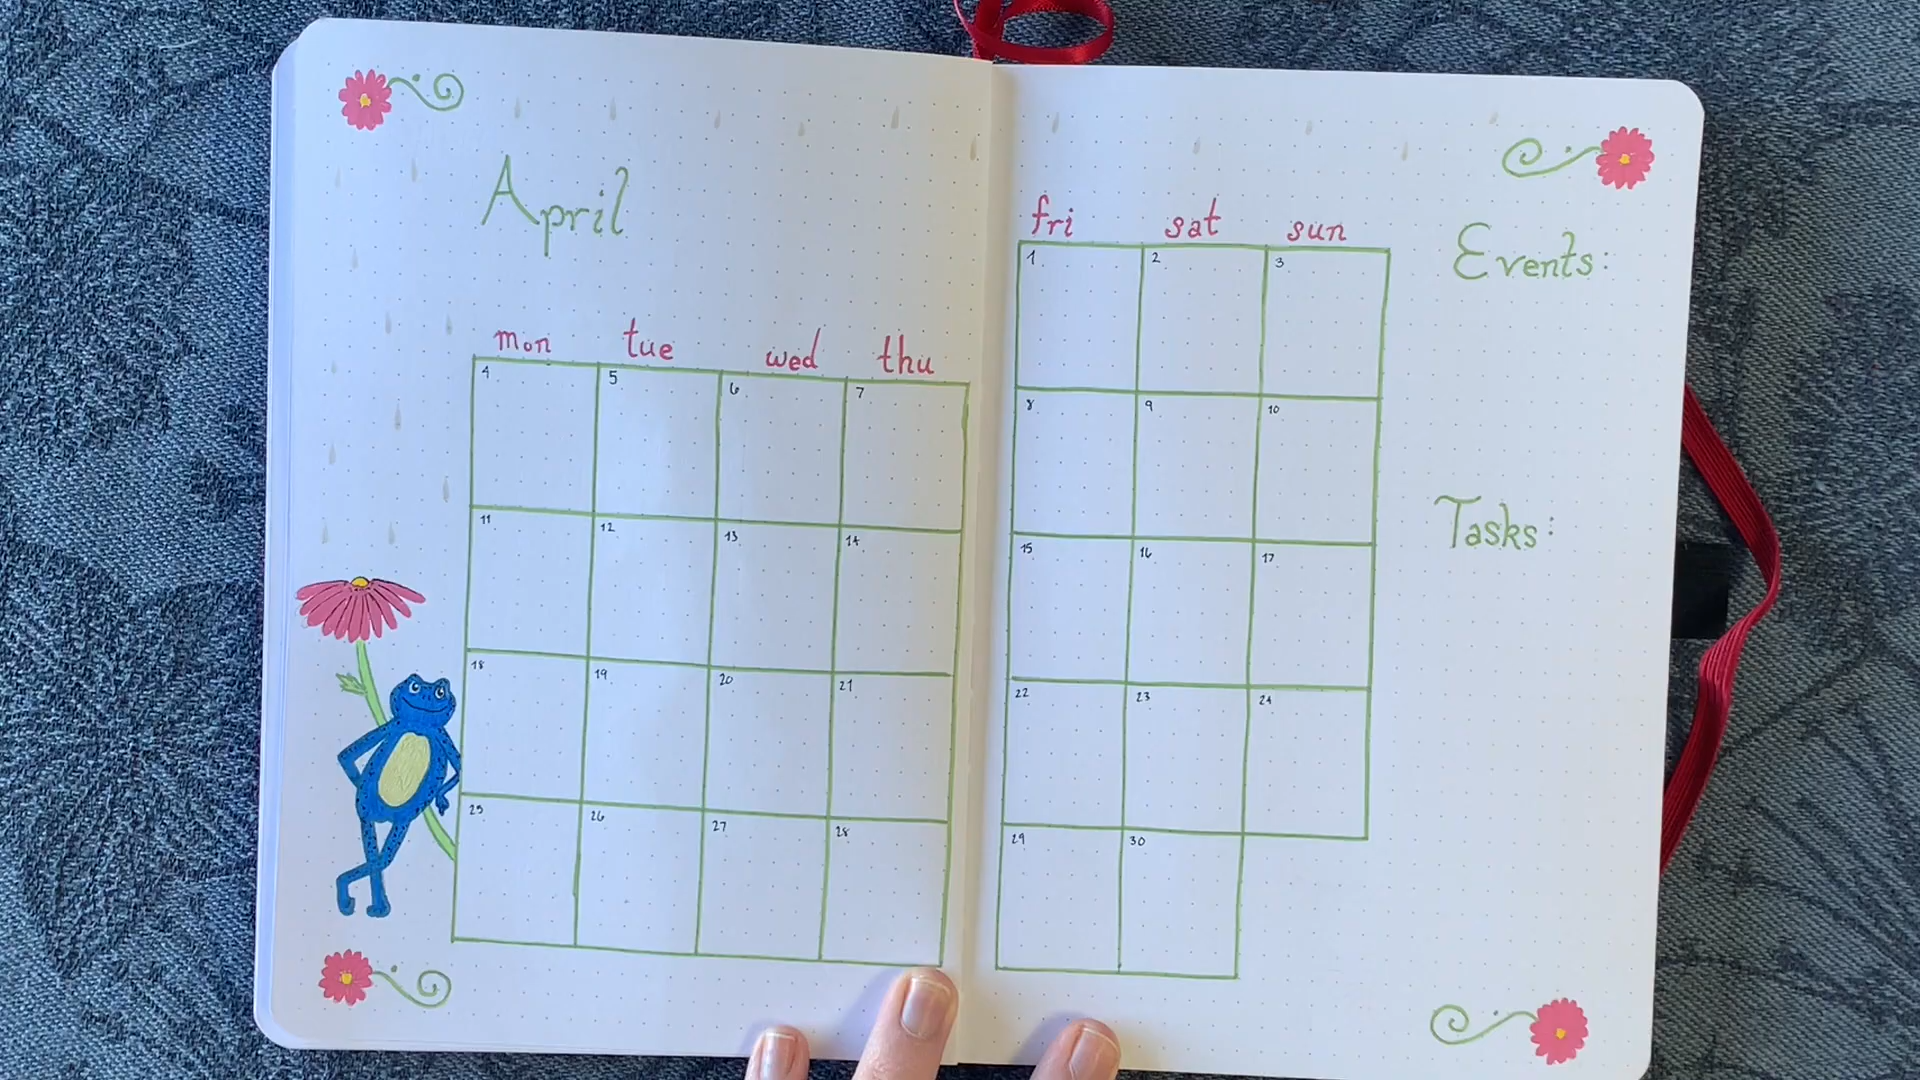 April
mon tue wed thu
4 5 6 7
11 12 13 14
18 19 20 21
25 26 27 28
fri sat sun
1 2 3
8 9 10
15 16 17
22 23 24
29 30
Events:
Tasks: